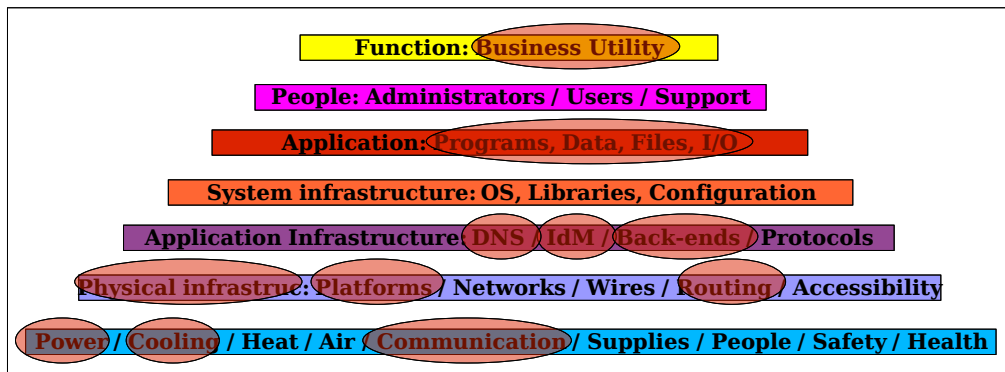 Function: Business Utility
People: Administrators / Users / Support
Application: Programs, Data, Files, I/O
System infrastructure: OS, Libraries, Configuration
Application Infrastructure: DNS / IdM / Back-ends / Protocols
Physical infrastruc: Platforms / Networks / Wires / Routing / Accessibility
Power / Cooling / Heat / Air / Communication / Supplies / People / Safety / Health